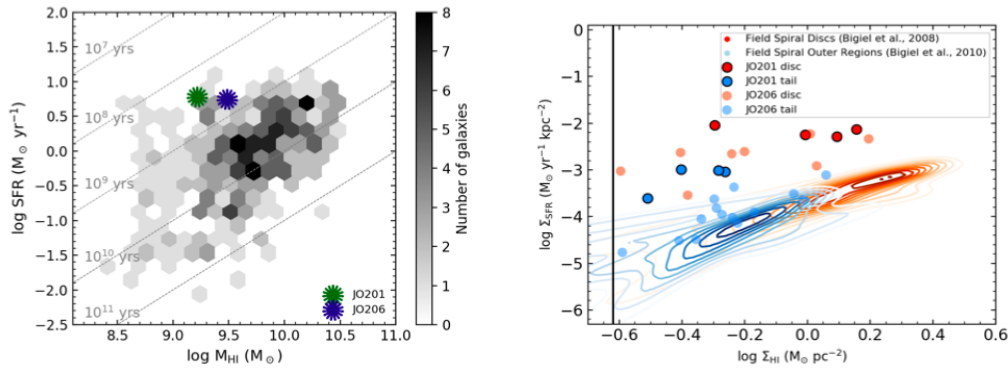 2.0
1.5
1.0
0.5
0.0
−0.5
−1.0
−1.5
−2.0
−2.5
log SFR (M⊙ yr⁻¹)
10⁷ yrs
10⁸ yrs
10⁹ yrs
10¹⁰ yrs
10¹¹ yrs
JO201
JO206
8.5 9.0 9.5 10.0 10.5 11.0
log M_HI (M⊙)
8
7
6
5
4
3
2
1
0
Number of galaxies
0
−1
−2
−3
−4
−5
−6
log Σ_SFR (M⊙ yr⁻¹ kpc⁻²)
Field Spiral Discs (Bigiel et al., 2008)
Field Spiral Outer Regions (Bigiel et al., 2010)
JO201 disc
JO201 tail
JO206 disc
JO206 tail
−0.6 −0.4 −0.2 0.0 0.2 0.4 0.6
log Σ_HI (M⊙ pc⁻²)